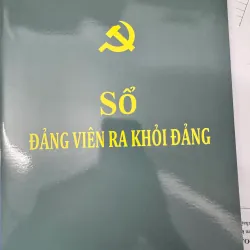 SỔ
ĐẢNG VIÊN RA KHỎI ĐẢNG